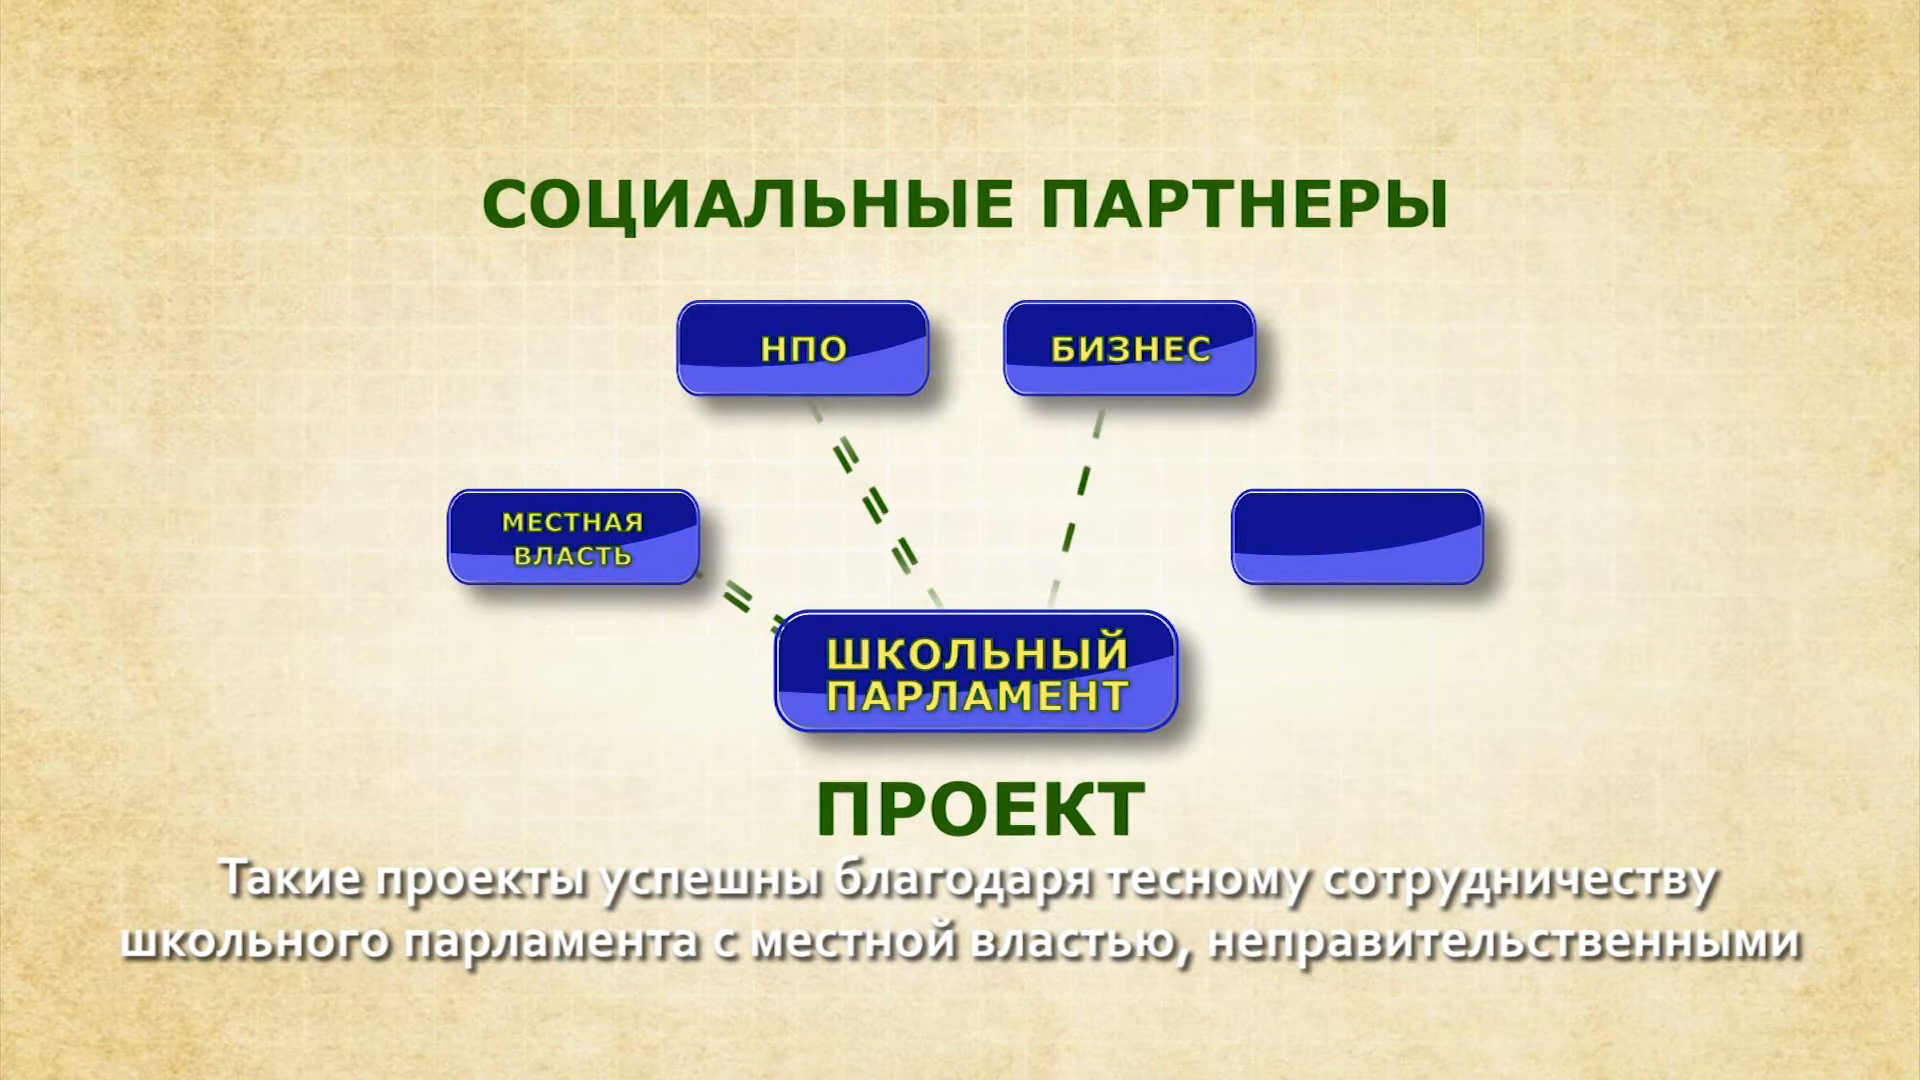 СОЦИАЛЬНЫЕ ПАРТНЕРЫ
НПО
БИЗНЕС
МЕСТНАЯ
ВЛАСТЬ
ШКОЛЬНЫЙ
ПАРЛАМЕНТ
ПРОЕКТ
Такие проекты успешны благодаря тесному сотрудничеству
школьного парламента с местной властью, неправительственными